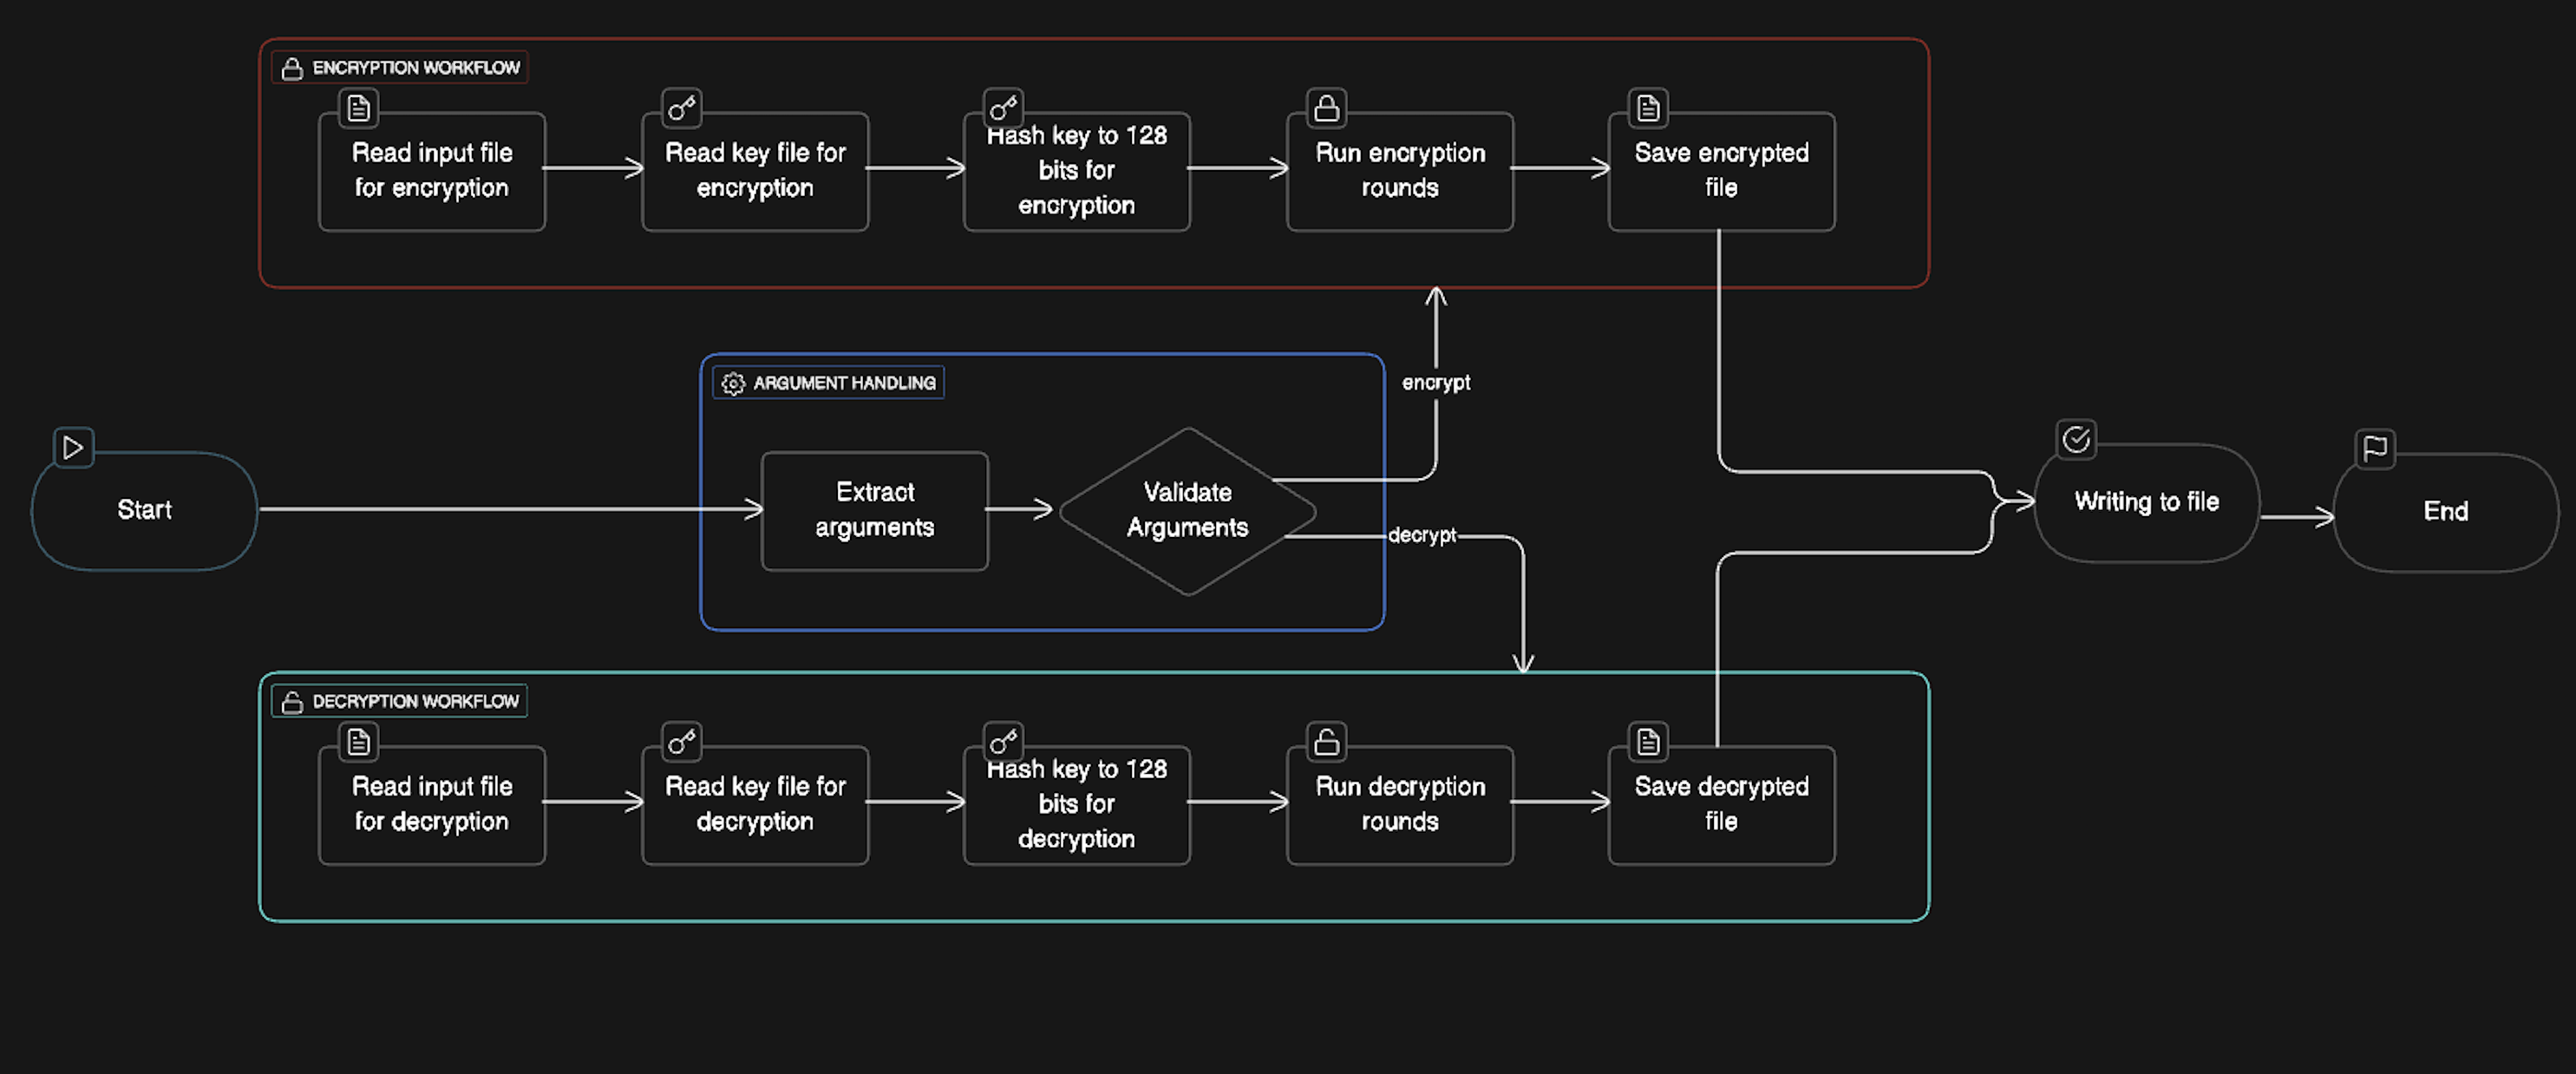 ENCRYPTION WORKFLOW
Read input file
for encryption
Read key file for
encryption
Hash key to 128
bits for
encryption
Run encryption
rounds
Save encrypted
file
ARGUMENT HANDLING
encrypt
Start
Extract
arguments
Validate
Arguments
decrypt
Writing to file
End
DECRYPTION WORKFLOW
Read input file
for decryption
Read key file for
decryption
Hash key to 128
bits for
decryption
Run decryption
rounds
Save decrypted
file